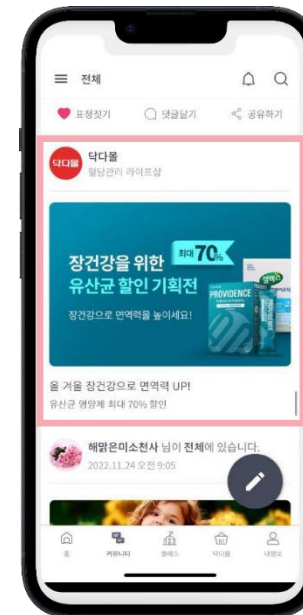 전체
표정짓기 댓글달기 공유하기
닥다몰
닥다몰
혈당관리 라이프샵
장건강을 위한
최대 70%
유산균 할인 기획전
장건강으로 면역력을 높이세요!
PROVIDENCE
올 겨울 장건강으로 면역력 UP!
유산균 영양제 최대 70% 할인
해맑은미소천사 님이 전체에 있습니다.
2022.11.24 오전 9:05
홈 커뮤니티 클래스 닥다몰 내정보